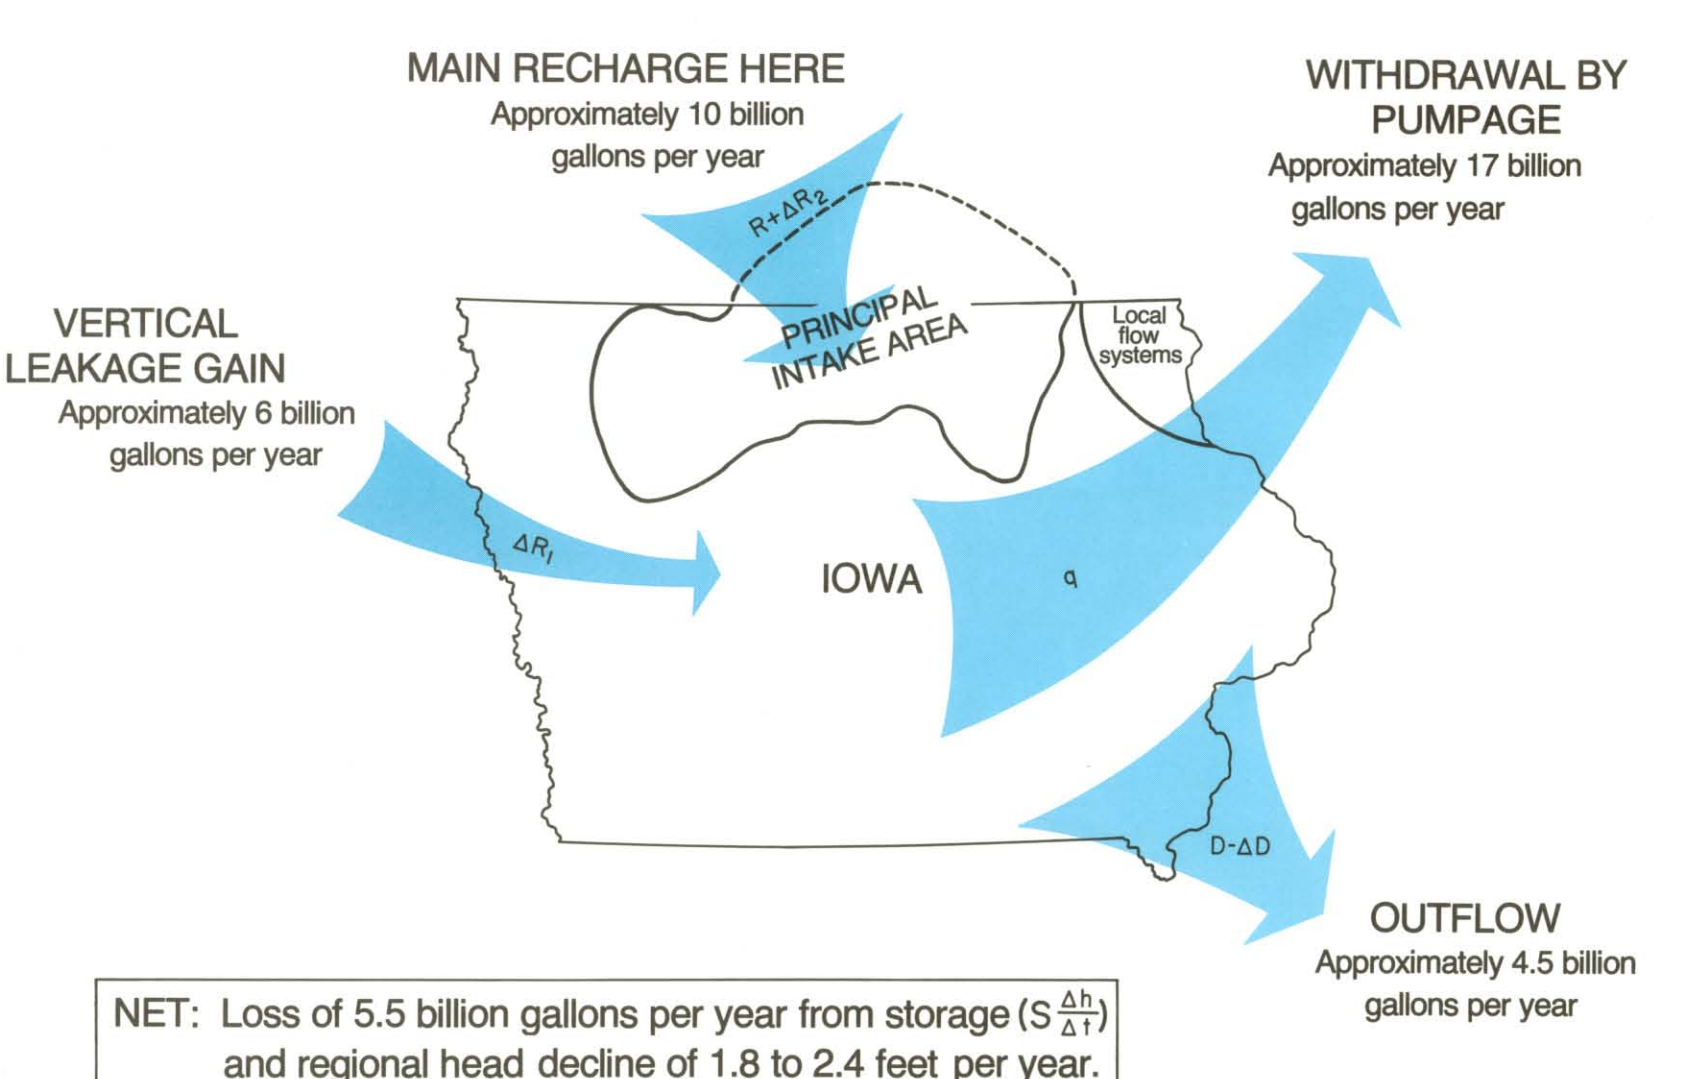 MAIN RECHARGE HERE
Approximately 10 billion
gallons per year
WITHDRAWAL BY
PUMPAGE
Approximately 17 billion
gallons per year
R+ΔR₂
VERTICAL
LEAKAGE GAIN
Approximately 6 billion
gallons per year
PRINCIPAL
INTAKE AREA
Local
flow
systems
ΔR₁
IOWA
q
D-ΔD
OUTFLOW
Approximately 4.5 billion
gallons per year
NET: Loss of 5.5 billion gallons per year from storage (S Δh/Δt)
and regional head decline of 1.8 to 2.4 feet per year.